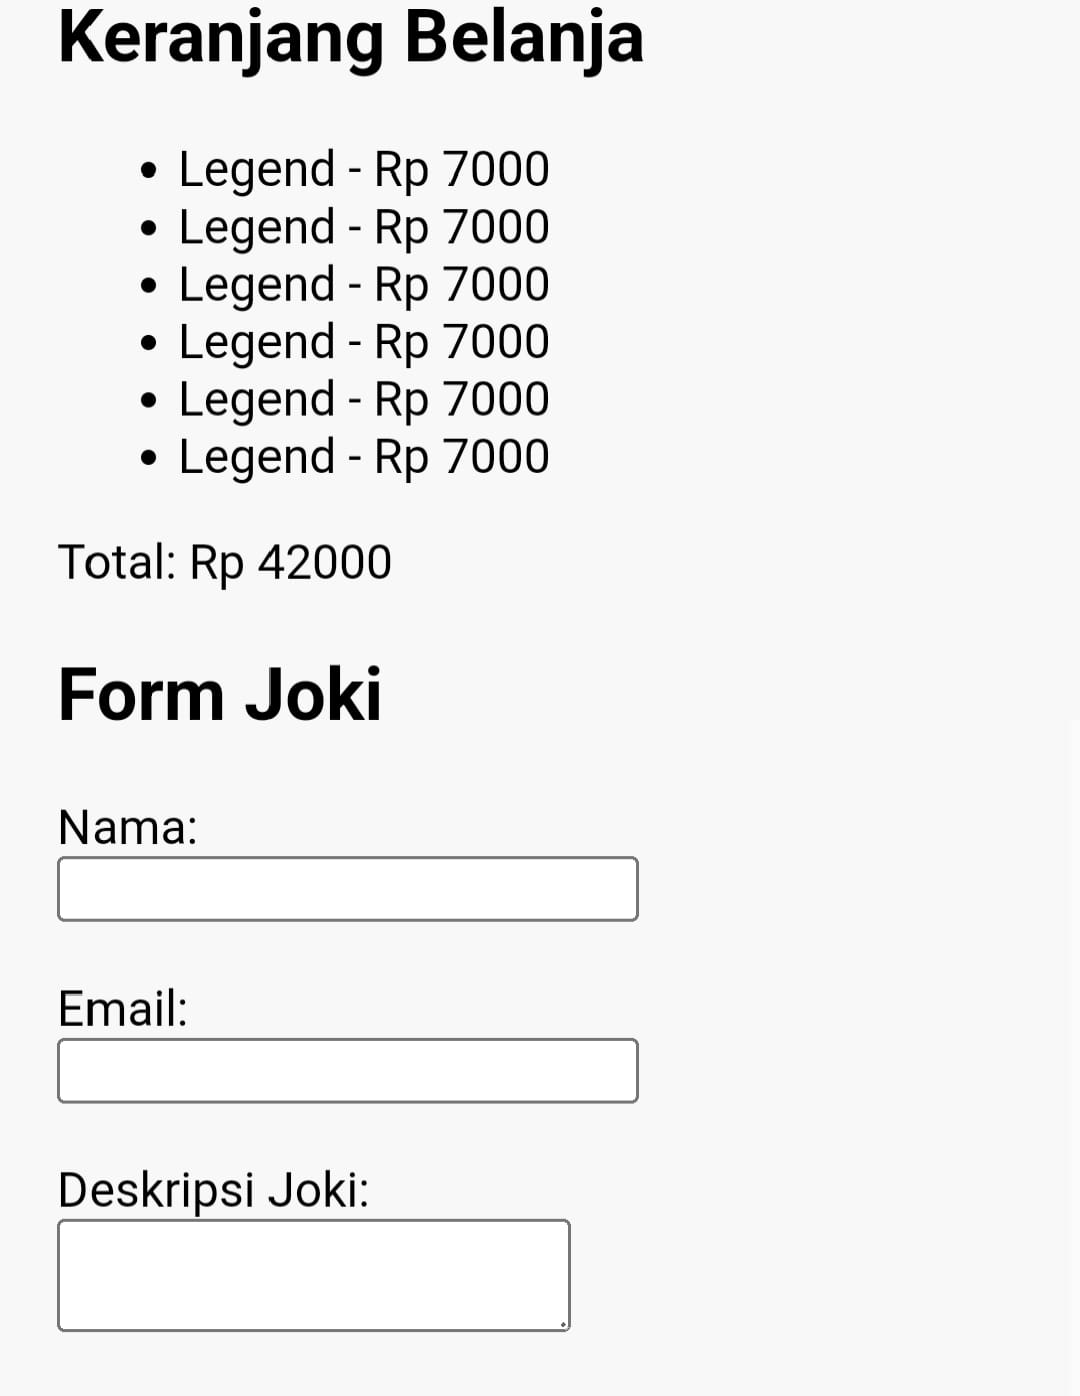 Keranjang Belanja
• Legend - Rp 7000
• Legend - Rp 7000
• Legend - Rp 7000
• Legend - Rp 7000
• Legend - Rp 7000
• Legend - Rp 7000
Total: Rp 42000
Form Joki
Nama:
Email:
Deskripsi Joki: